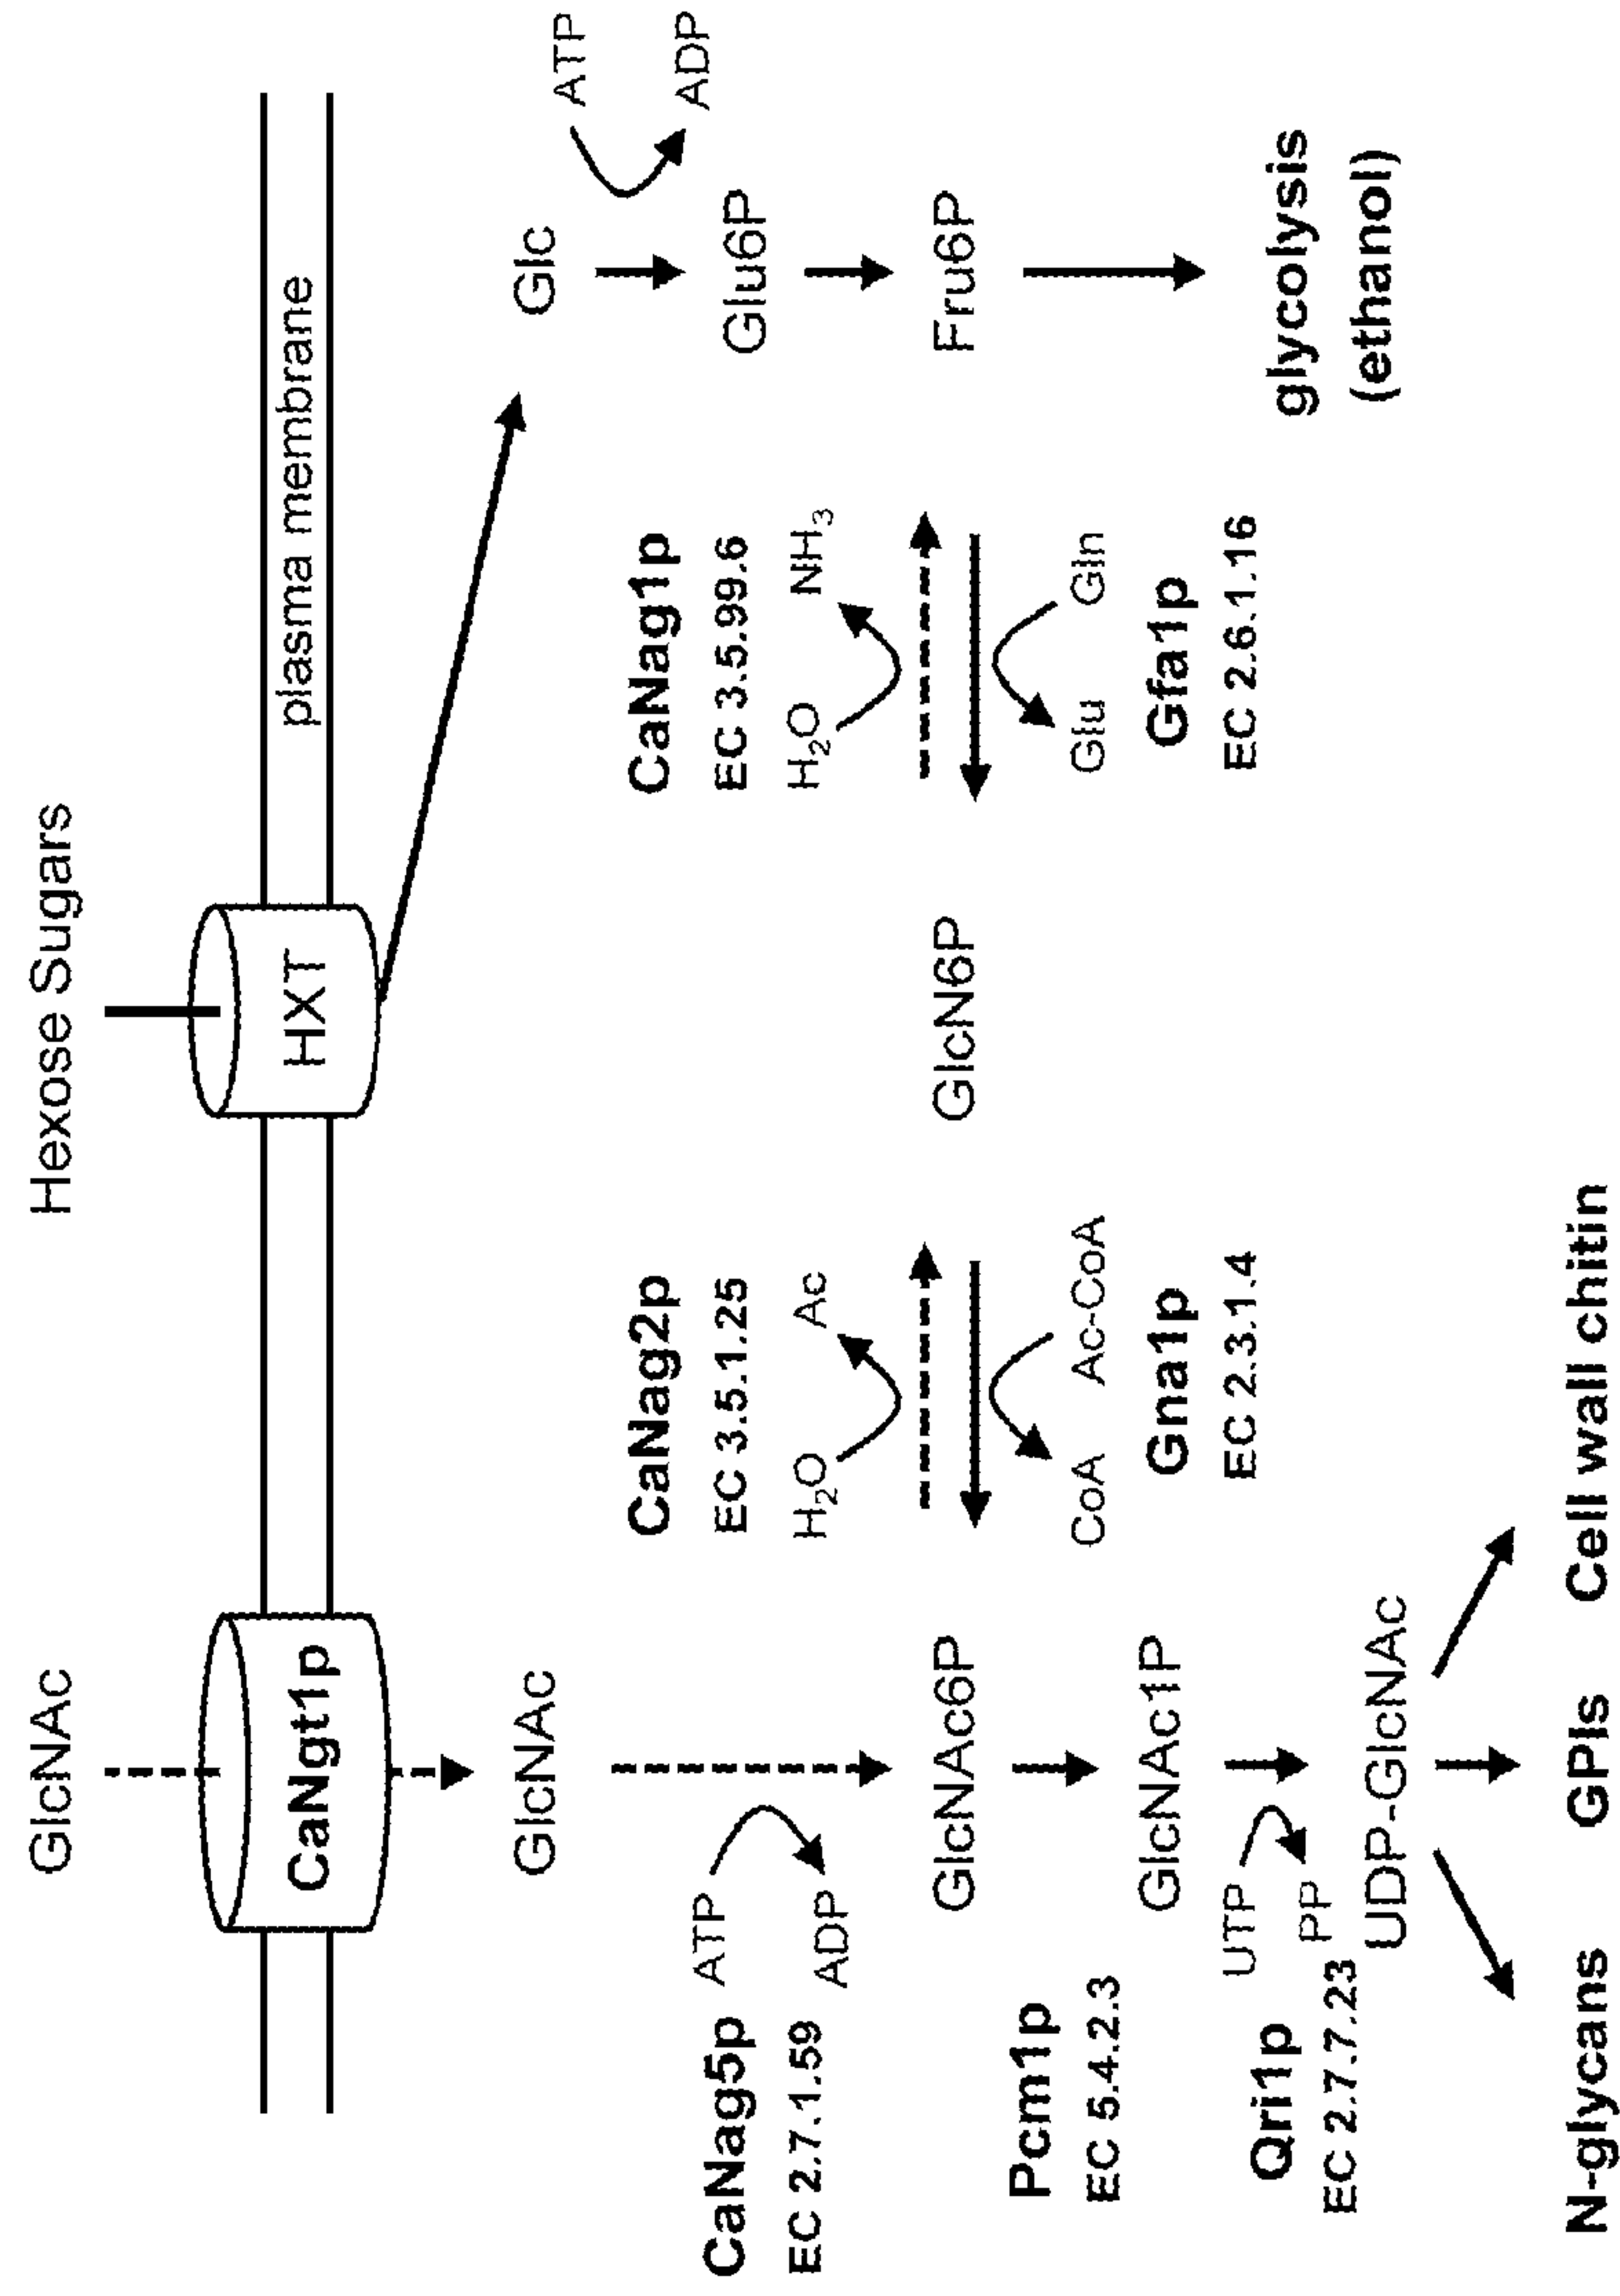 GlcNAc
Hexose Sugars
CaNgt1p
HXT
plasma membrane
GlcNAc
Glc
ATP
ADP
CaNag5p
EC 2.7.1.59
ATP
ADP
CaNag2p
EC 3.5.1.25
H₂O
Ac
CaNag1p
EC 3.5.99.6
H₂O
NH₃
Glu6P
GlcNAc6P
GlcN6P
Fru6P
CoA
Ac-CoA
Gna1p
EC 2.3.1.4
Glu
Gln
Gfa1p
EC 2.6.1.16
Pcm1p
EC 5.4.2.3
GlcNAc1P
Qri1p
EC 2.7.7.23
UTP
PP
UDP-GlcNAc
glycolysis
(ethanol)
N-glycans
GPIs
Cell wall chitin